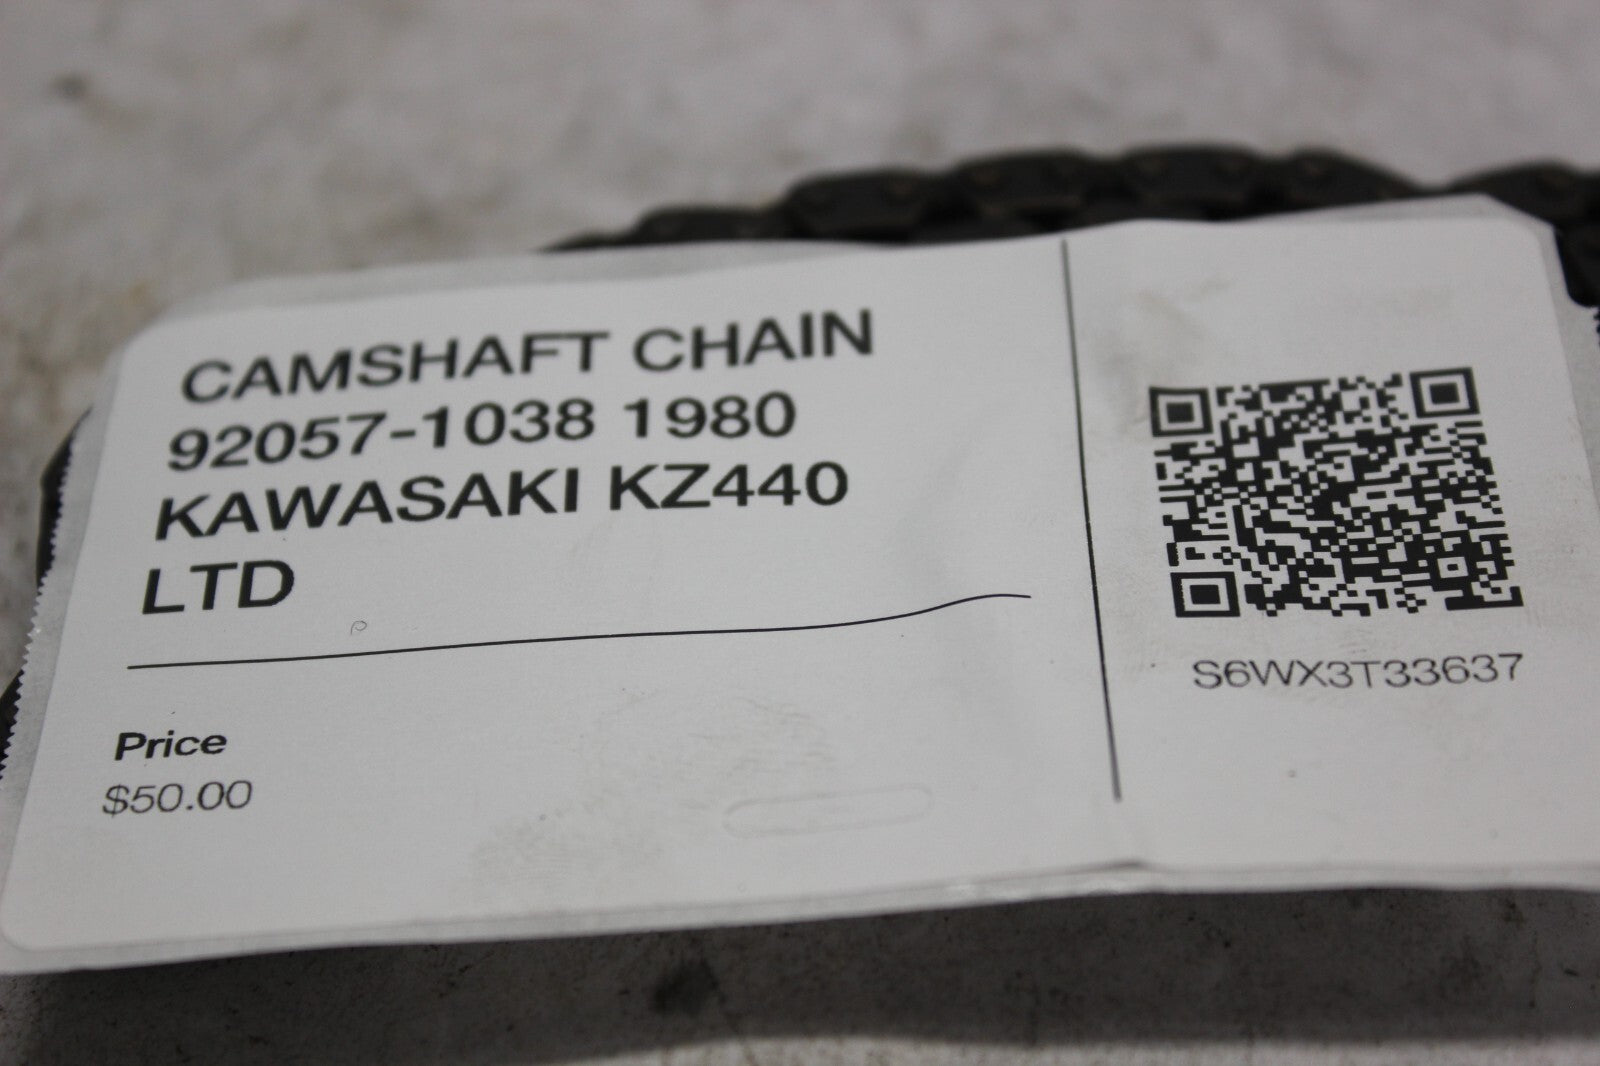 CAMSHAFT CHAIN
92057-1038 1980
KAWASAKI KZ440
LTD
Price
$50.00
S6WX3T33637